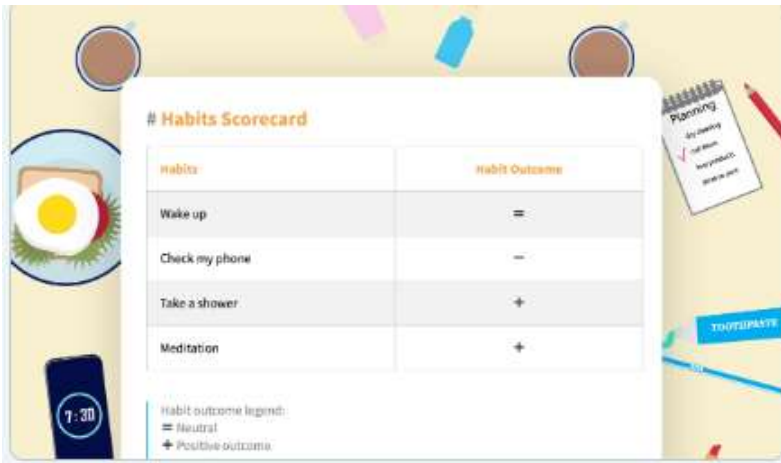 # Habits Scorecard
Habits Habit Outcome
Wake up =
Check my phone −
Take a shower +
Meditation +
Habit outcome legend:
= Neutral
+ Positive outcome
Planning
7:30
TOOTHPASTE